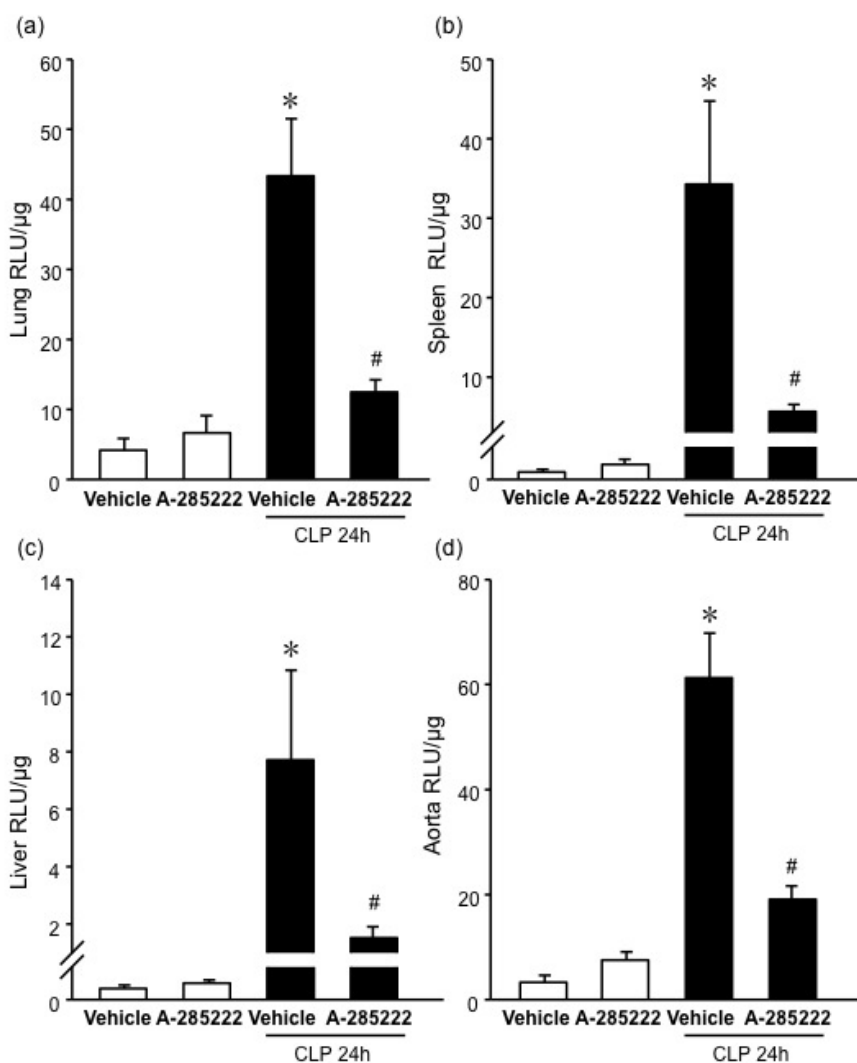 (a)
Lung RLU/µg
60
50
40
30
20
10
0
*
#
Vehicle A-285222 Vehicle A-285222
CLP 24h
(b)
Spleen RLU/µg
50
40
30
20
10
0
*
#
Vehicle A-285222 Vehicle A-285222
CLP 24h
(c)
Liver RLU/µg
14
12
10
8
6
4
2
0
*
#
Vehicle A-285222 Vehicle A-285222
CLP 24h
(d)
Aorta RLU/µg
80
60
40
20
0
*
#
Vehicle A-285222 Vehicle A-285222
CLP 24h